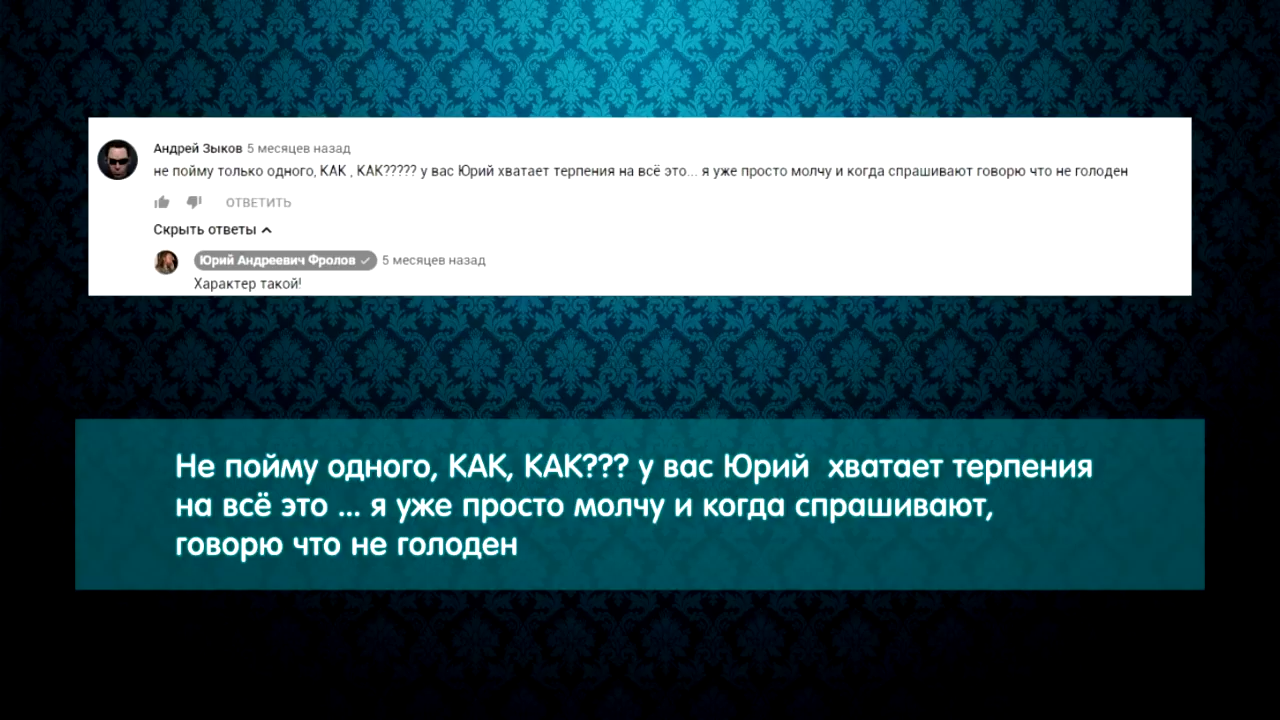 Андрей Зыков 5 месяцев назад
не пойму только одного, КАК , КАК????? у вас Юрий хватает терпения на всё это... я уже просто молчу и когда спрашивают говорю что не голоден
ОТВЕТИТЬ
Скрыть ответы
Юрий Андреевич Фролов 5 месяцев назад
Характер такой!
Не пойму одного, КАК, КАК??? у вас Юрий хватает терпения
на всё это ... я уже просто молчу и когда спрашивают,
говорю что не голоден